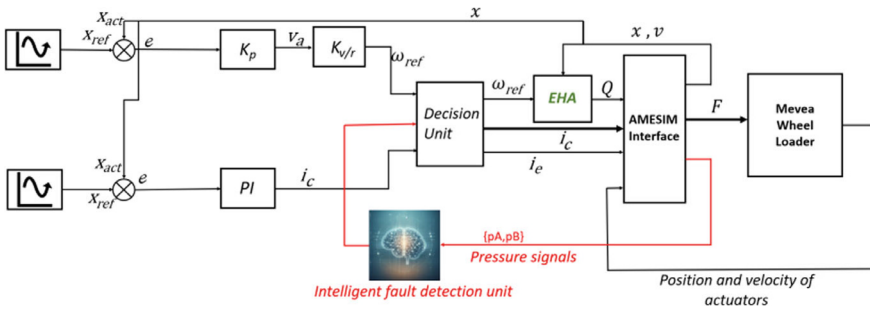 x
x_act
x_ref
e
K_p
v_a
K_v/r
ω_ref
x , v
Decision
Unit
ω_ref
EHA
Q
AMESIM
Interface
F
Mevea
Wheel
Loader
i_c
i_e
x_act
x_ref
e
PI
i_c
{pA,pB}
Pressure signals
Intelligent fault detection unit
Position and velocity of
actuators